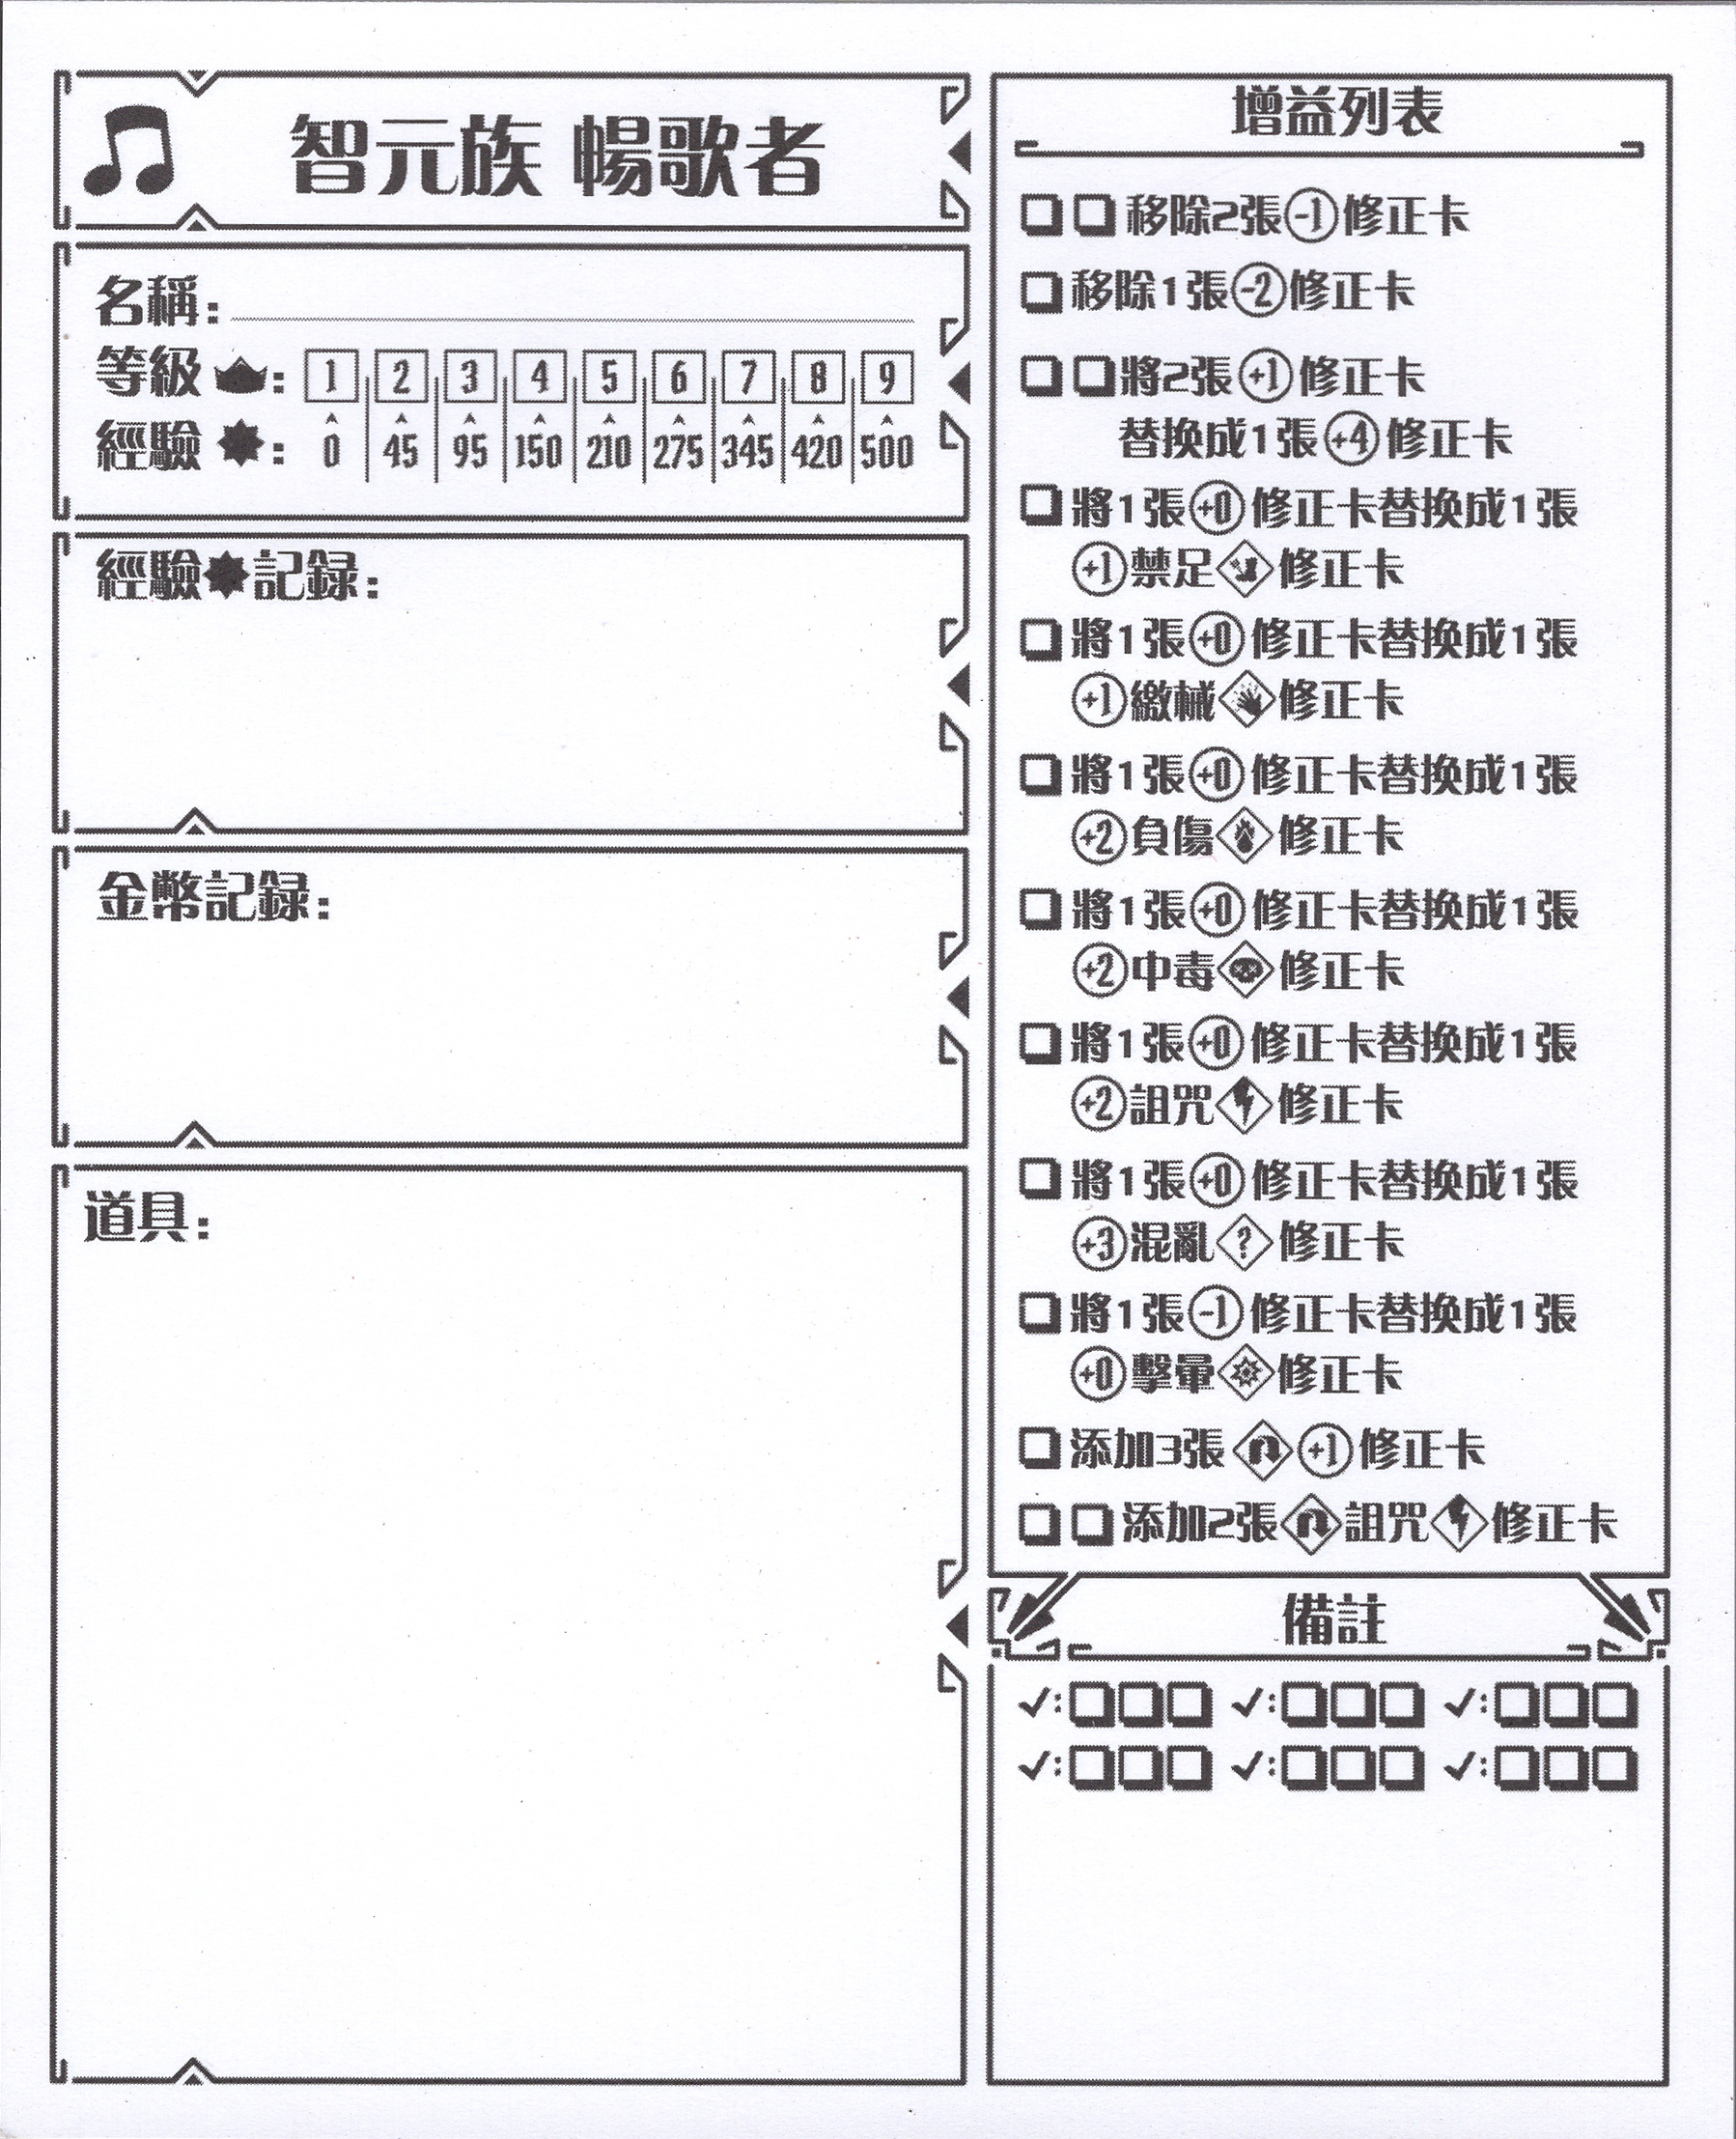 智元族 暢歌者
名稱：
等級：1 2 3 4 5 6 7 8 9
經驗：0 45 95 150 210 275 345 420 500
經驗記録：
金幣記録：
道具：
增益列表
移除2張-1修正卡
移除1張-2修正卡
將2張+1修正卡
替换成1張+4修正卡
將1張+0修正卡替换成1張
+1禁足修正卡
將1張+0修正卡替换成1張
+1繳械修正卡
將1張+0修正卡替换成1張
+2負傷修正卡
將1張+0修正卡替换成1張
+2中毒修正卡
將1張+0修正卡替换成1張
+2詛咒修正卡
將1張+0修正卡替换成1張
+3混亂?修正卡
將1張-1修正卡替换成1張
+0擊暈修正卡
添加3張+1修正卡
添加2張詛咒修正卡
備註
✓: ✓: ✓:
✓: ✓: ✓: